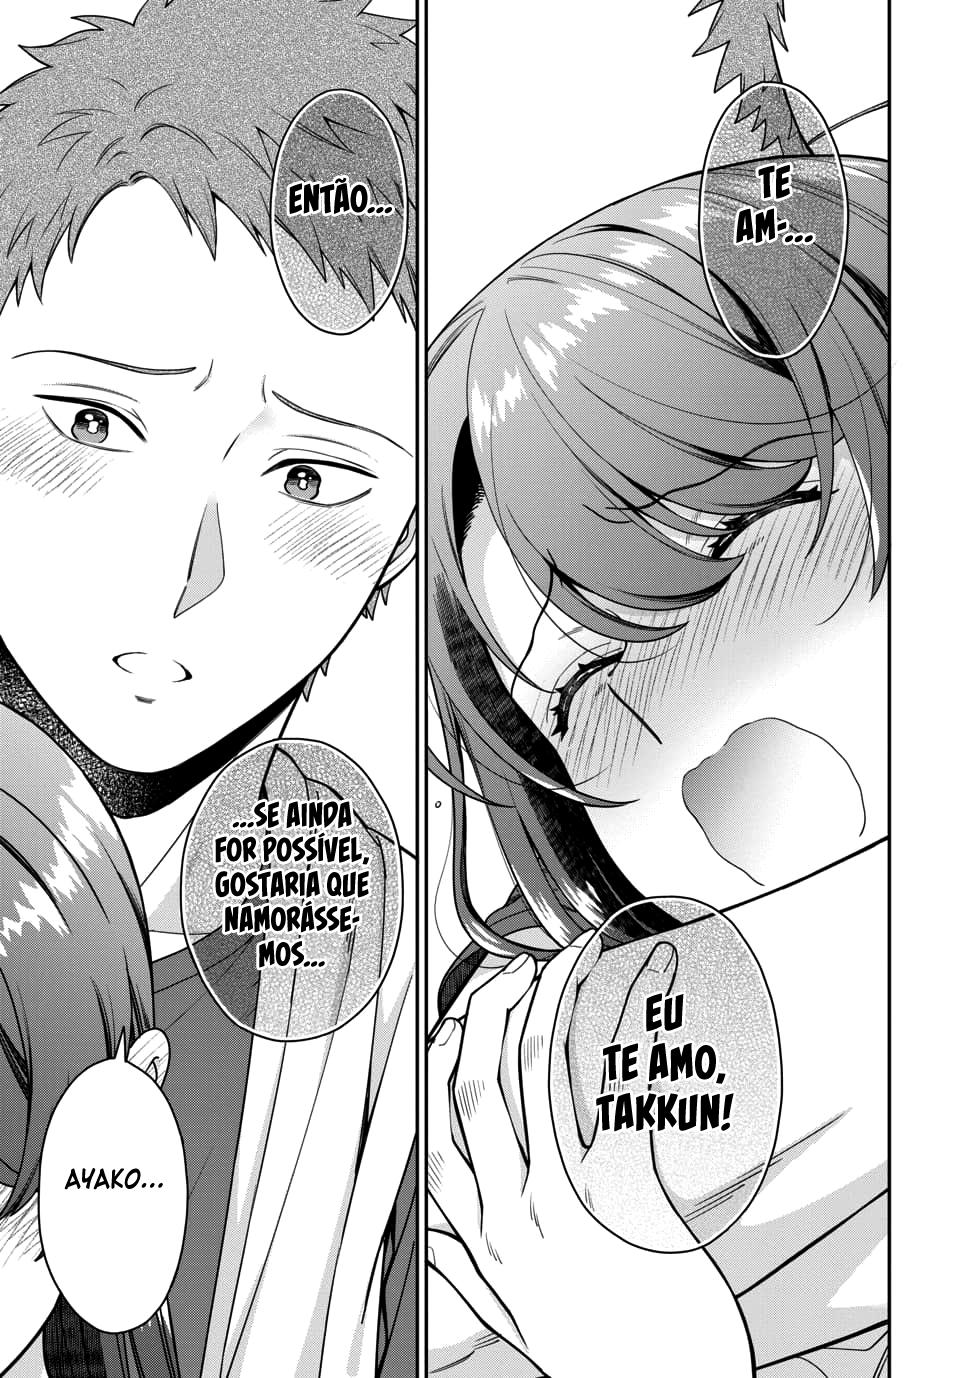 TE
AM-...
EU
TE AMO,
TAKKUN!
ENTÃO...
...SE AINDA
FOR POSSÍVEL,
GOSTARIA QUE
NAMORÁSSE-
MOS...
AYAKO...